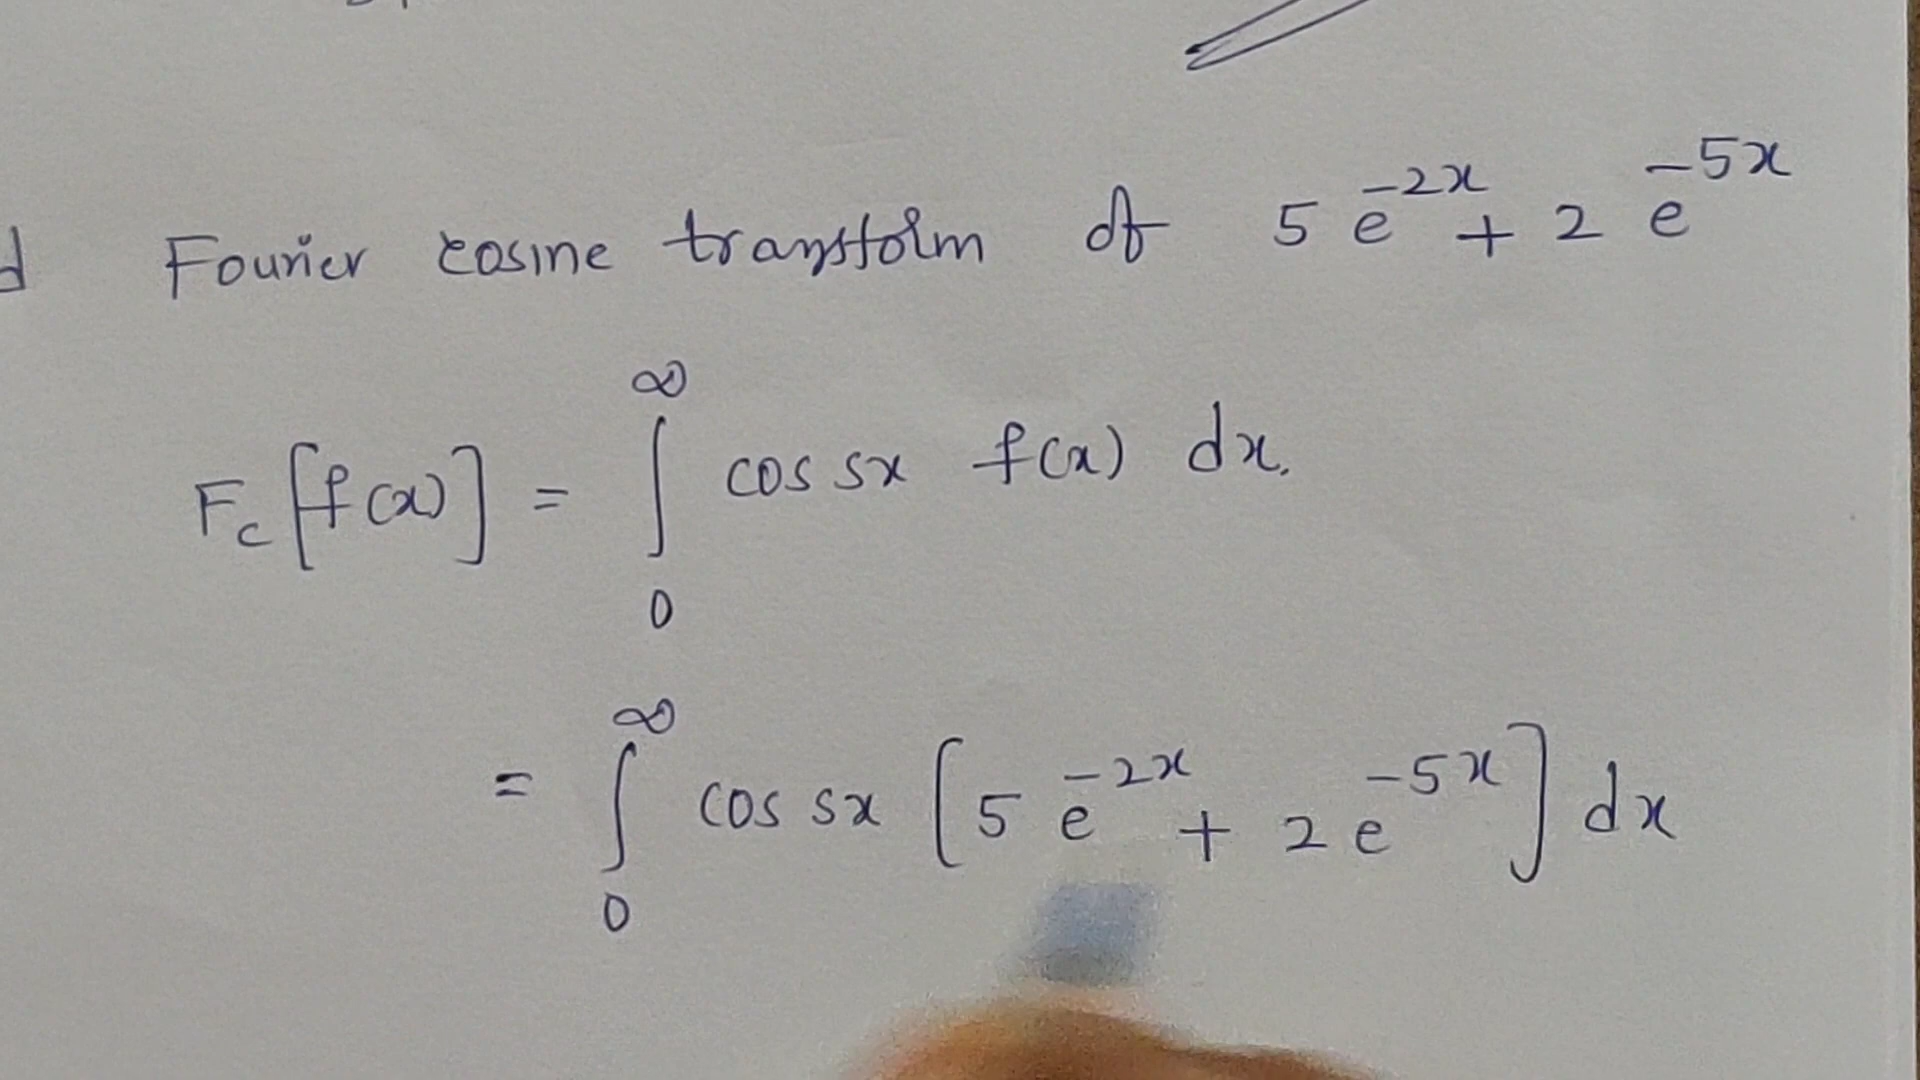 d Fourier cosine transform of 5 e^{-2x} + 2 e^{-5x}
F_c [f(x)] = ∫_0^∞ cos sx f(x) dx.
= ∫_0^∞ cos sx [5 e^{-2x} + 2 e^{-5x}] dx